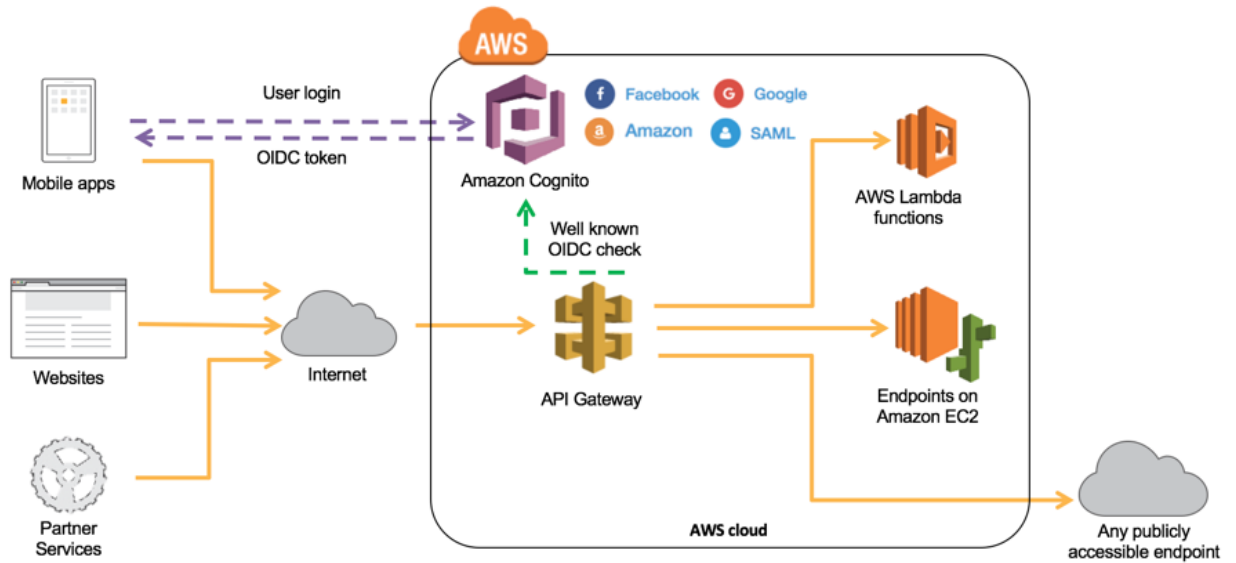 AWS
User login
Facebook
G
Google
f
a
Amazon
SAML
OIDC token
Mobile apps
Amazon Cognito
AWS Lambda
functions
Well known
OIDC check
Websites
Internet
API Gateway
Endpoints on
Amazon EC2
Partner
Services
AWS cloud
Any publicly
accessible endpoint